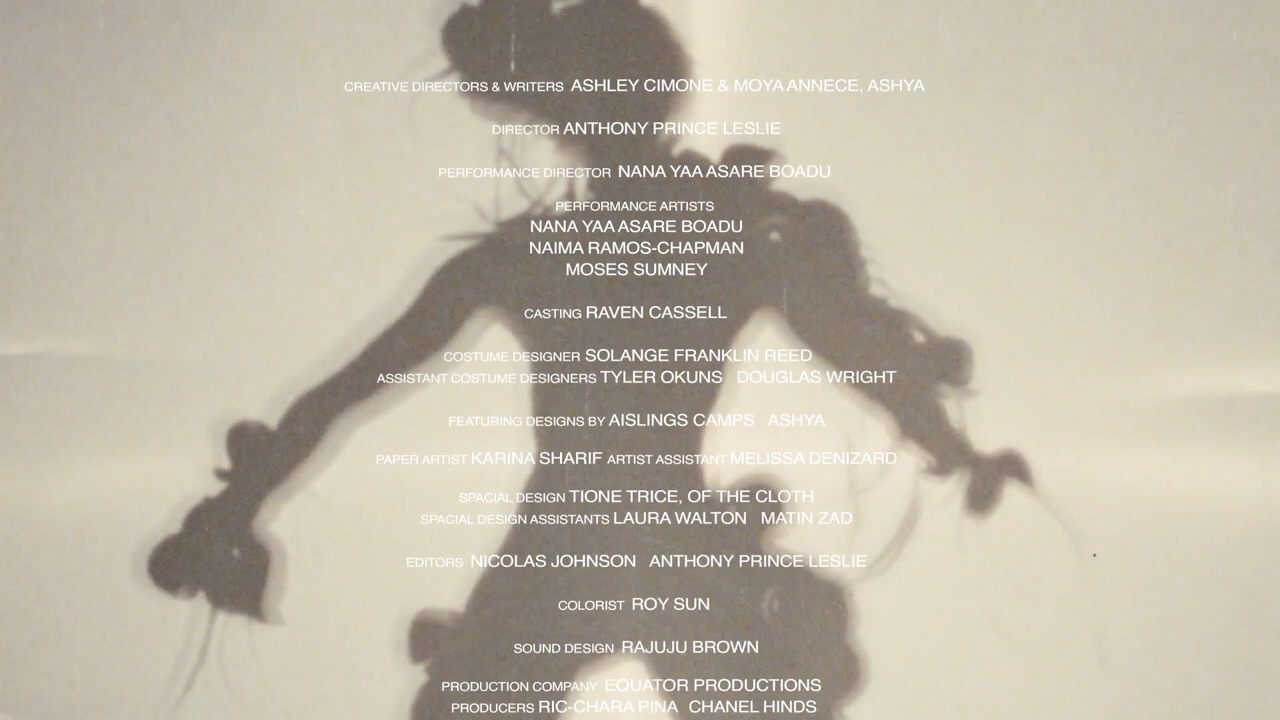 CREATIVE DIRECTORS & WRITERS ASHLEY CIMONE & MOYA ANNECE, ASHYA
DIRECTOR ANTHONY PRINCE LESLIE
PERFORMANCE DIRECTOR NANA YAA ASARE BOADU
PERFORMANCE ARTISTS
NANA YAA ASARE BOADU
NAIMA RAMOS-CHAPMAN
MOSES SUMNEY
CASTING RAVEN CASSELL
COSTUME DESIGNER SOLANGE FRANKLIN REED
ASSISTANT COSTUME DESIGNERS TYLER OKUNS DOUGLAS WRIGHT
FEATURING DESIGNS BY AISLINGS CAMPS ASHYA
PAPER ARTIST KARINA SHARIF ARTIST ASSISTANT MELISSA DENIZARD
SPACIAL DESIGN TIONE TRICE, OF THE CLOTH
SPACIAL DESIGN ASSISTANTS LAURA WALTON MATIN ZAD
EDITORS NICOLAS JOHNSON ANTHONY PRINCE LESLIE
COLORIST ROY SUN
SOUND DESIGN RAJUJU BROWN
PRODUCTION COMPANY EQUATOR PRODUCTIONS
PRODUCERS RIC-CHARA PINA CHANEL HINDS